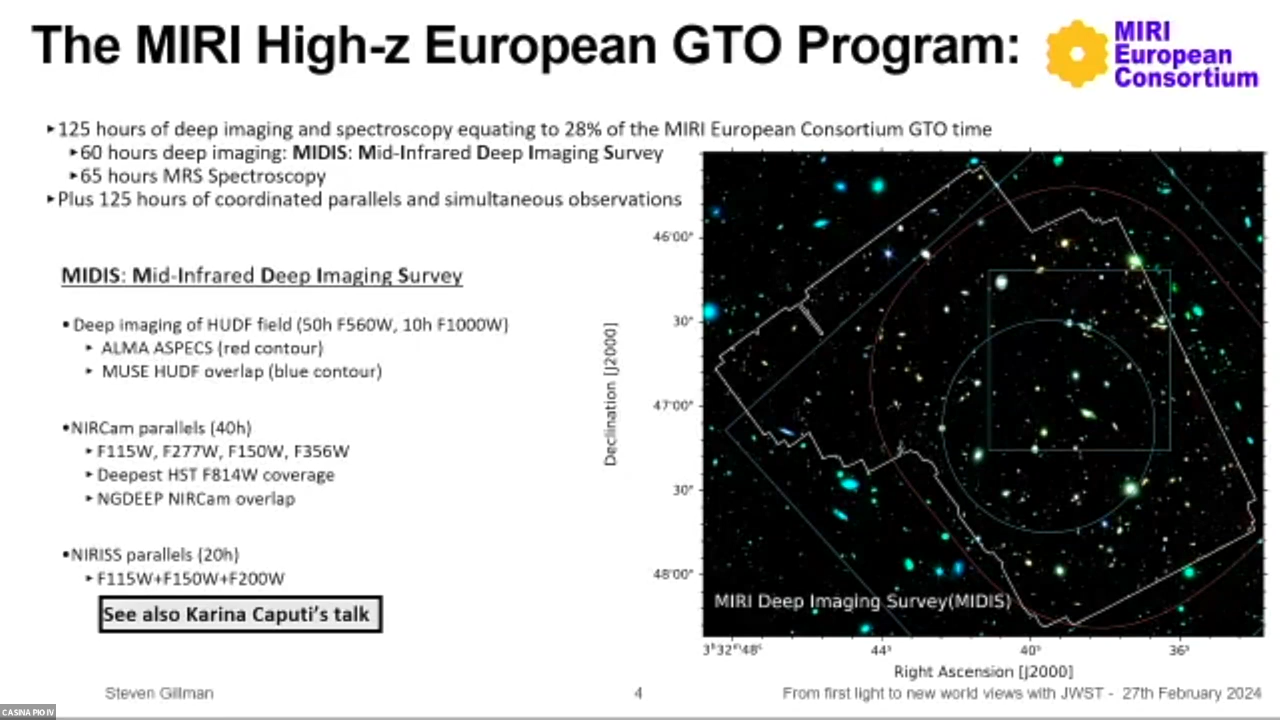 The MIRI High-z European GTO Program:
MIRI
European
Consortium
▸125 hours of deep imaging and spectroscopy equating to 28% of the MIRI European Consortium GTO time
▸60 hours deep imaging: MIDIS: Mid-Infrared Deep Imaging Survey
▸65 hours MRS Spectroscopy
▸Plus 125 hours of coordinated parallels and simultaneous observations
MIDIS: Mid-Infrared Deep Imaging Survey
•Deep imaging of HUDF field (50h F560W, 10h F1000W)
▸ ALMA ASPECS (red contour)
▸ MUSE HUDF overlap (blue contour)
•NIRCam parallels (40h)
▸F115W, F277W, F150W, F356W
▸Deepest HST F814W coverage
▸NGDEEP NIRCam overlap
•NIRISS parallels (20h)
▸F115W+F150W+F200W
See also Karina Caputi's talk
Declination [J2000]
46'00"
30"
47'00"
30"
48'00"
MIRI Deep Imaging Survey(MIDIS)
3ʰ32ᵐ48ˢ 44ˢ 40ˢ 36ˢ
Right Ascension [J2000]
Steven Gillman
4
From first light to new world views with JWST - 27th February 2024
CASINA PIO IV